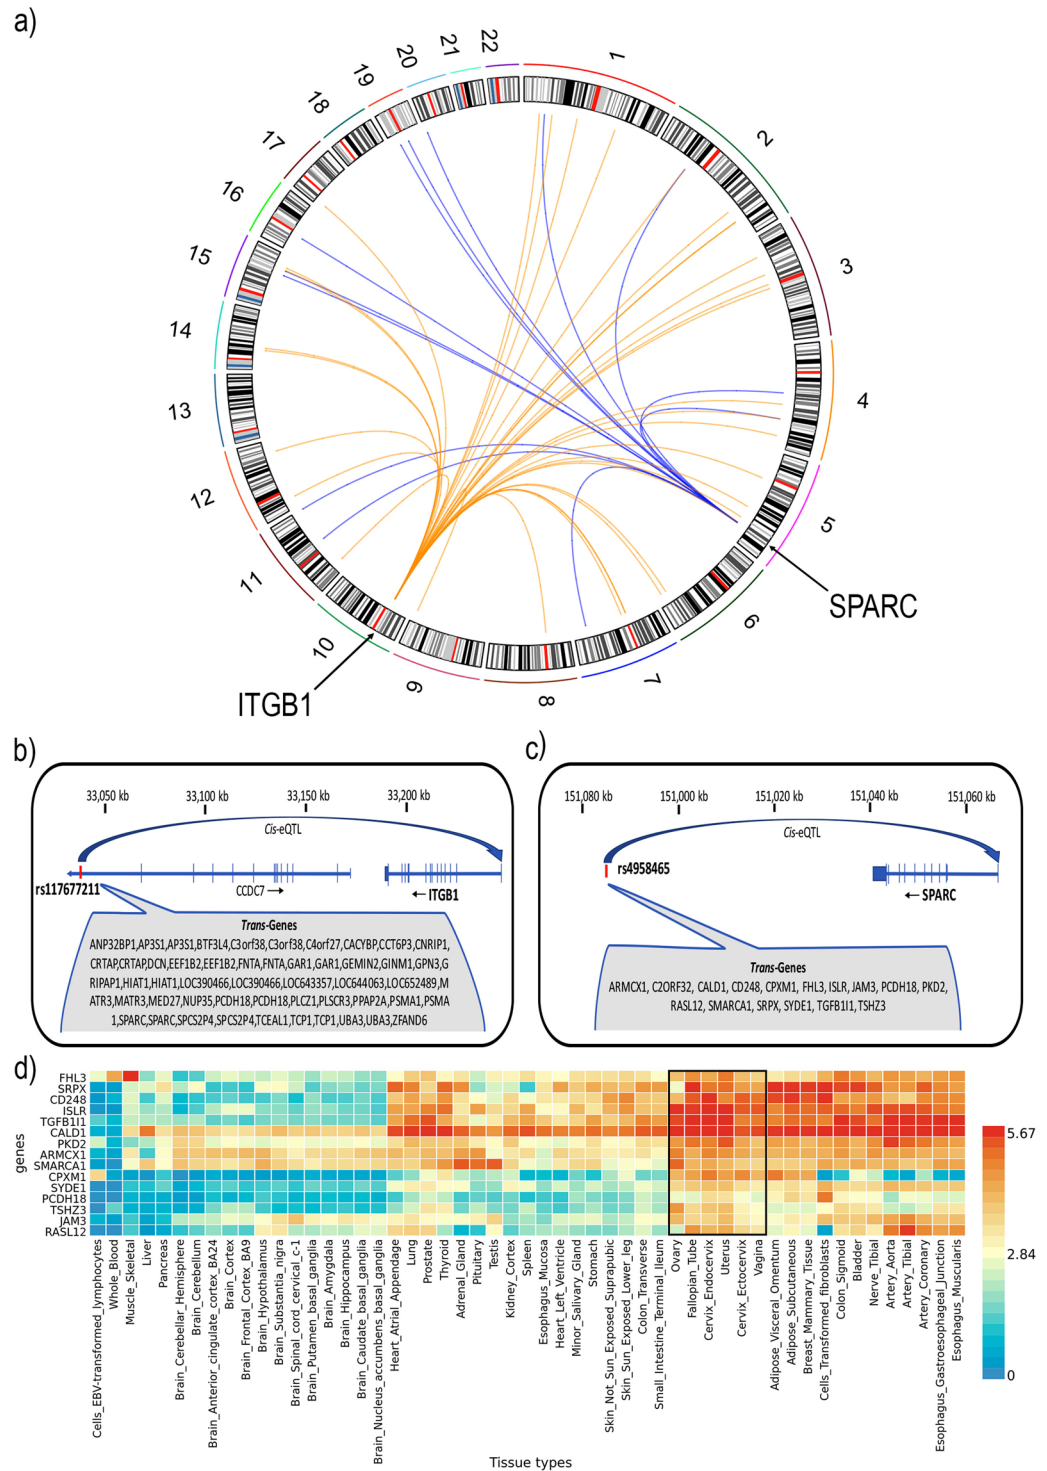 a)
1
2
3
4
5
6
7
8
9
10
11
12
13
14
15
16
17
18
19
20
21
22
SPARC
ITGB1
b)
33,050 kb
33,100 kb
33,150 kb
33,200 kb
Cis-eQTL
rs117677211
CCDC7
ITGB1
Trans-Genes
ANP32BP1,AP3S1,AP3S1,BTF3L4,C3orf38,C3orf38,C4orf27,CACYBP,CCT6P3,CNRIP1,
CRTAP,CRTAP,DCN,EEF1B2,EEF1B2,FNTA,FNTA,GAR1,GAR1,GEMIN2,GINM1,GPN3,G
RIPAP1,HIAT1,HIAT1,LOC390466,LOC390466,LOC643357,LOC644063,LOC652489,M
ATR3,MATR3,MED27,NUP35,PCDH18,PCDH18,PLCZ1,PLSCR3,PPAP2A,PSMA1,PSMA
1,SPARC,SPARC,SPCS2P4,SPCS2P4,TCEAL1,TCP1,TCP1,UBA3,UBA3,ZFAND6
c)
151,080 kb
151,000 kb
151,020 kb
151,040 kb
151,060 kb
Cis-eQTL
rs4958465
SPARC
Trans-Genes
ARMCX1, C2ORF32, CALD1, CD248, CPXM1, FHL3, ISLR, JAM3, PCDH18, PKD2,
RASL12, SMARCA1, SRPX, SYDE1, TGFB1I1, TSHZ3
d)
genes
FHL3
SRPX
CD248
ISLR
TGFB1I1
CALD1
PKD2
ARMCX1
SMARCA1
CPXM1
SYDE1
PCDH18
TSHZ3
JAM3
RASL12
5.67
2.84
0
Cells_EBV-transformed_lymphocytes
Whole_Blood
Muscle_Skeletal
Liver
Pancreas
Brain_Cerebellar_Hemisphere
Brain_Cerebellum
Brain_Anterior_cingulate_cortex_BA24
Brain_Cortex
Brain_Frontal_Cortex_BA9
Brain_Hypothalamus
Brain_Substantia_nigra
Brain_Spinal_cord_cervical_c-1
Brain_Putamen_basal_ganglia
Brain_Amygdala
Brain_Hippocampus
Brain_Caudate_basal_ganglia
Brain_Nucleus_accumbens_basal_ganglia
Heart_Atrial_Appendage
Lung
Prostate
Thyroid
Adrenal_Gland
Pituitary
Testis
Kidney_Cortex
Spleen
Esophagus_Mucosa
Heart_Left_Ventricle
Minor_Salivary_Gland
Stomach
Skin_Not_Sun_Exposed_Suprapubic
Skin_Sun_Exposed_Lower_leg
Colon_Transverse
Small_Intestine_Terminal_Ileum
Ovary
Fallopian_Tube
Cervix_Endocervix
Uterus
Cervix_Ectocervix
Vagina
Adipose_Visceral_Omentum
Adipose_Subcutaneous
Breast_Mammary_Tissue
Cells_Transformed_fibroblasts
Colon_Sigmoid
Bladder
Nerve_Tibial
Artery_Aorta
Artery_Tibial
Artery_Coronary
Esophagus_Gastroesophageal_Junction
Esophagus_Muscularis
Tissue types